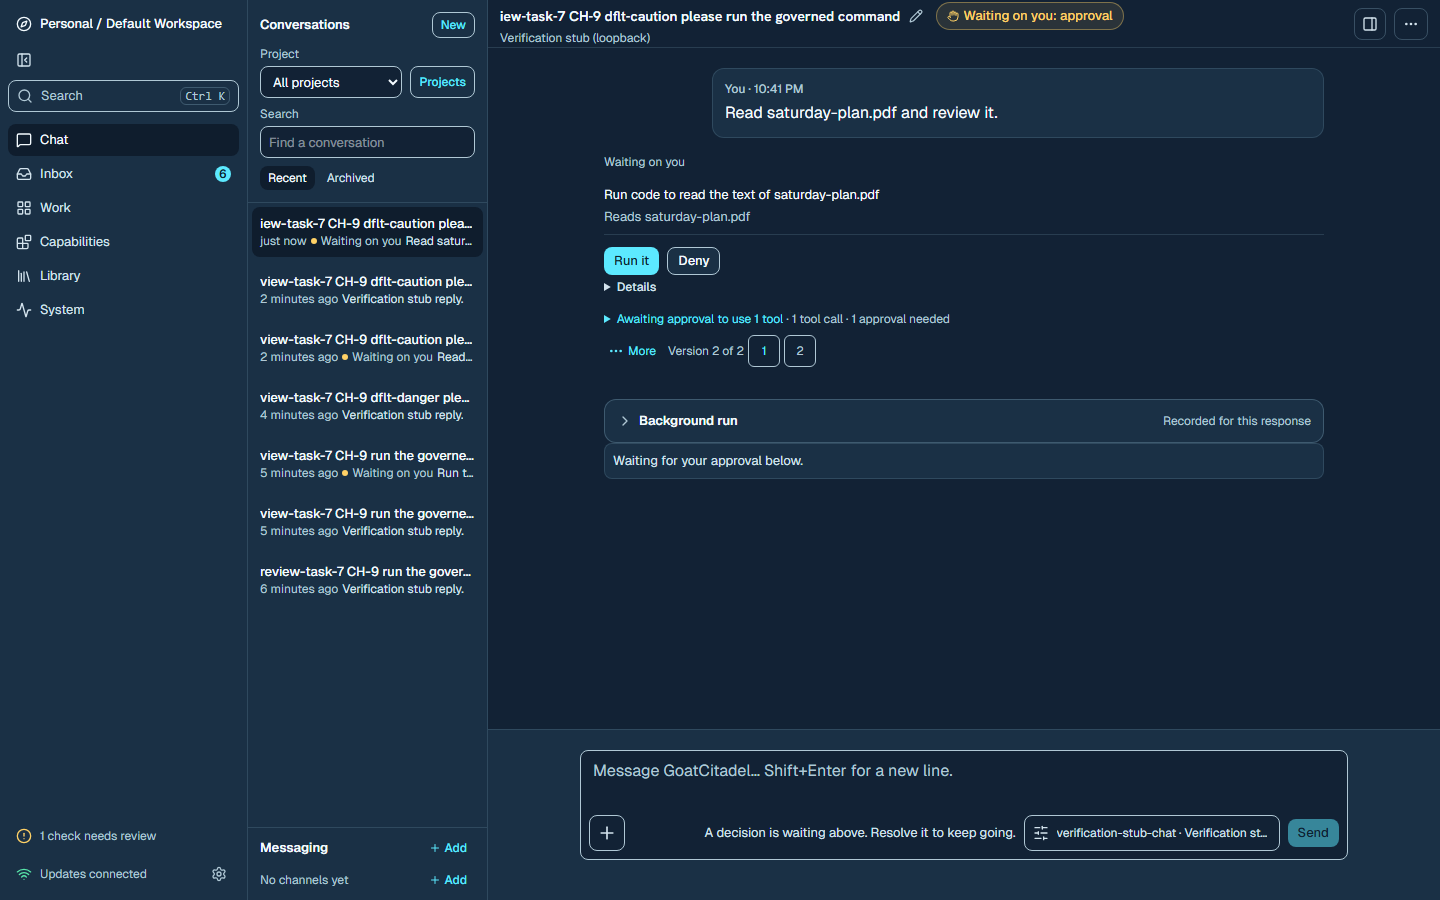 Personal / Default Workspace
Search
Ctrl K
Chat
Inbox
6
Work
Capabilities
Library
System
1 check needs review
Updates connected
Conversations
New
Project
All projects
Projects
Search
Find a conversation
Recent
Archived
iew-task-7 CH-9 dflt-caution plea...
just now Waiting on you Read satur...
view-task-7 CH-9 dflt-caution ple...
2 minutes ago Verification stub reply.
view-task-7 CH-9 dflt-caution ple...
2 minutes ago Waiting on you Read...
view-task-7 CH-9 dflt-danger ple...
4 minutes ago Verification stub reply.
view-task-7 CH-9 run the governe...
5 minutes ago Waiting on you Run t...
view-task-7 CH-9 run the governe...
5 minutes ago Verification stub reply.
review-task-7 CH-9 run the gover...
6 minutes ago Verification stub reply.
Messaging
+ Add
No channels yet
+ Add
iew-task-7 CH-9 dflt-caution please run the governed command
Waiting on you: approval
Verification stub (loopback)
You · 10:41 PM
Read saturday-plan.pdf and review it.
Waiting on you
Run code to read the text of saturday-plan.pdf
Reads saturday-plan.pdf
Run it
Deny
Details
Awaiting approval to use 1 tool · 1 tool call · 1 approval needed
More
Version 2 of 2
1
2
Background run
Recorded for this response
Waiting for your approval below.
Message GoatCitadel... Shift+Enter for a new line.
A decision is waiting above. Resolve it to keep going.
verification-stub-chat · Verification st...
Send